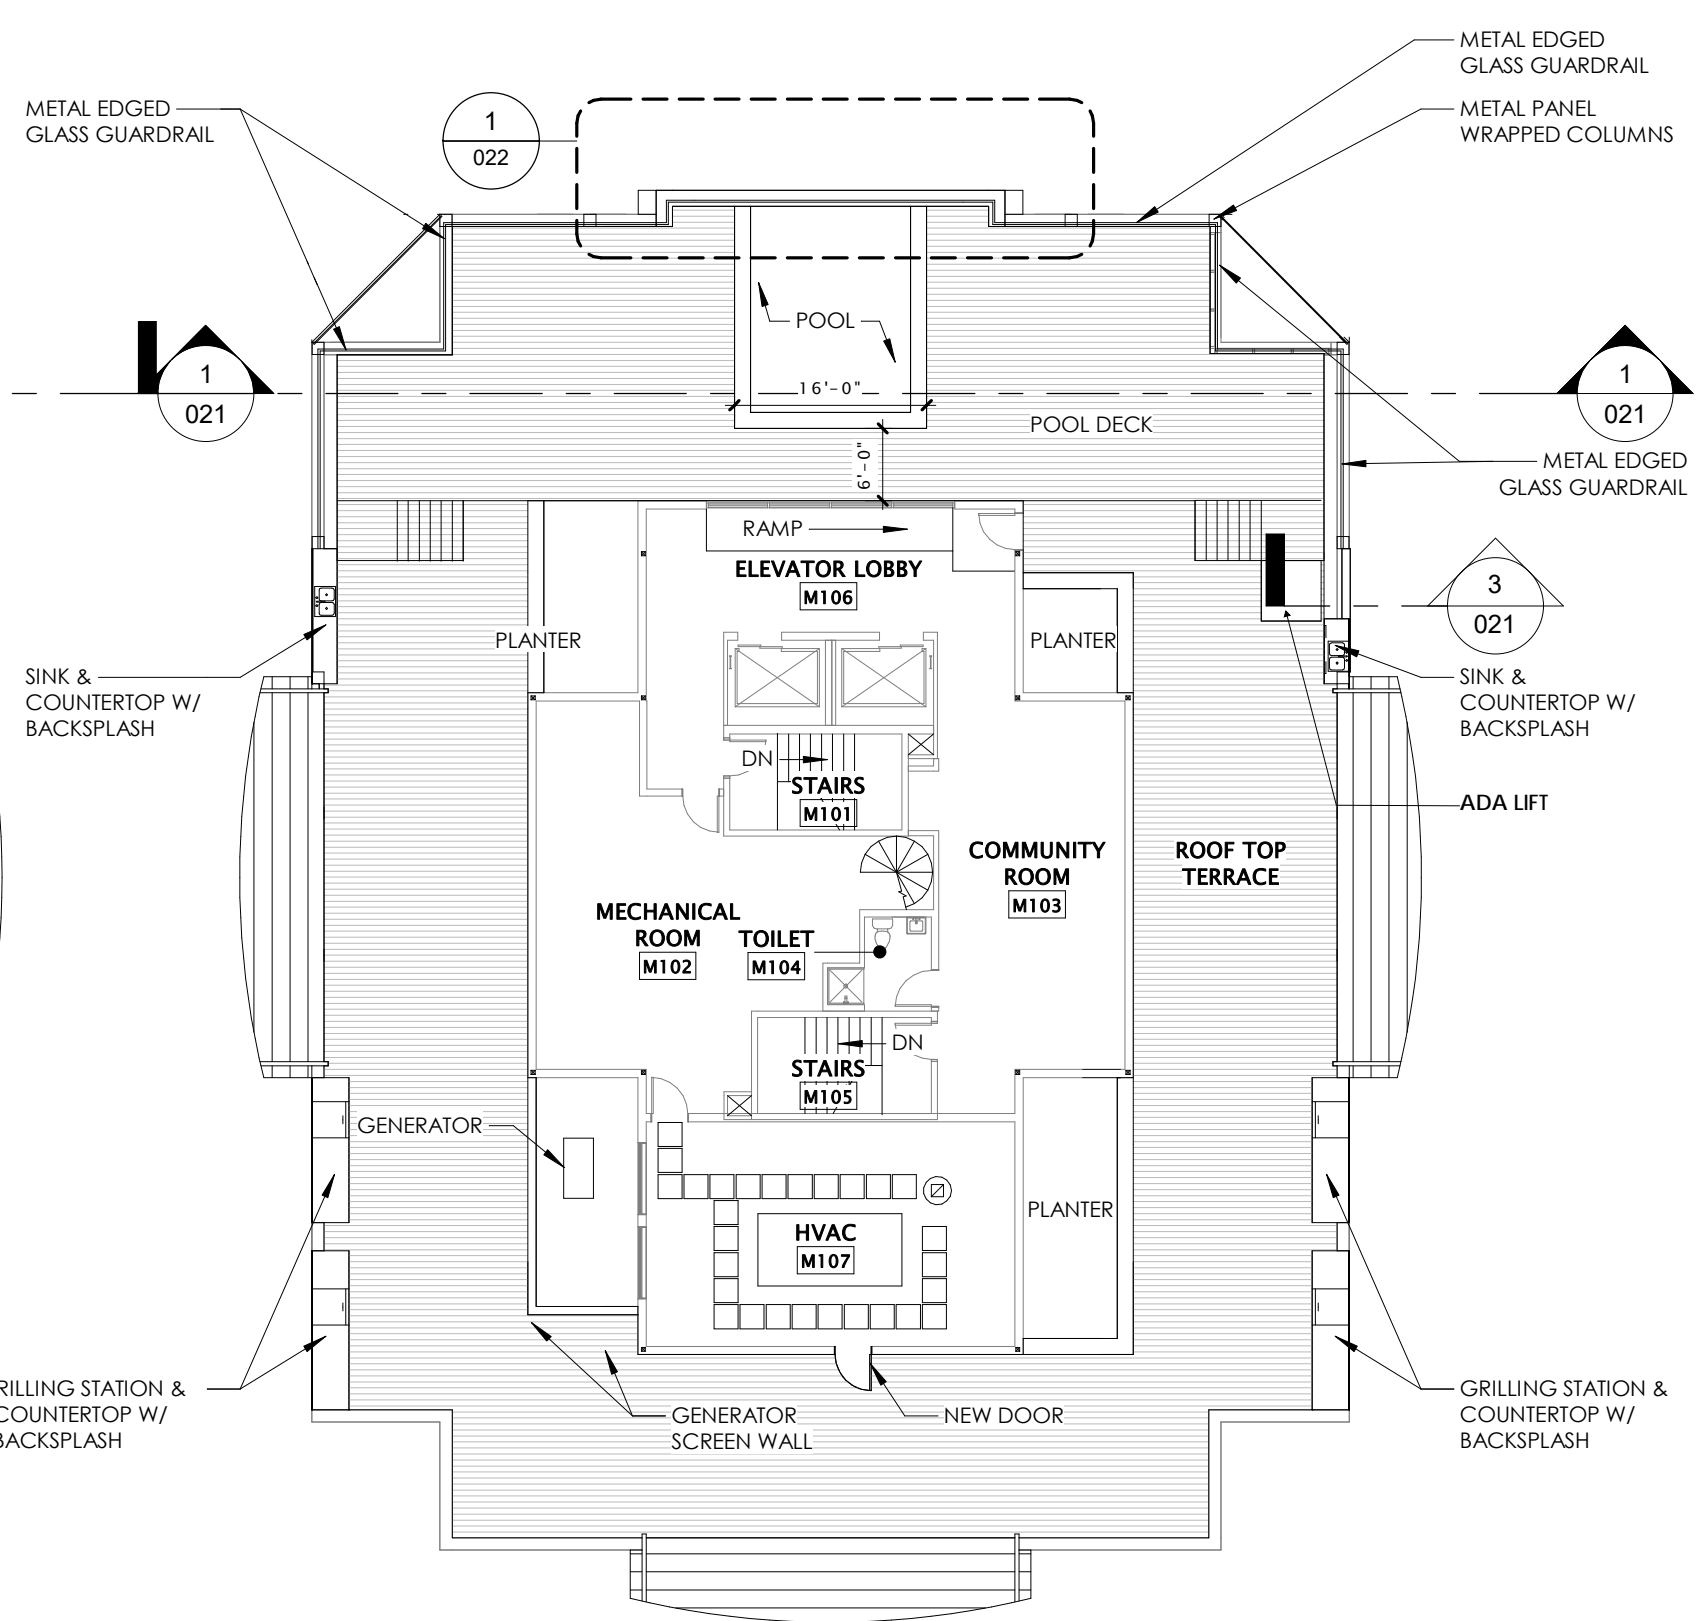 METAL EDGED
GLASS GUARDRAIL
METAL EDGED
GLASS GUARDRAIL
1
022
METAL PANEL
WRAPPED COLUMNS
POOL
1
021
16'-0"
1
021
POOL DECK
6'-0"
METAL EDGED
GLASS GUARDRAIL
RAMP
ELEVATOR LOBBY
M106
3
021
PLANTER
PLANTER
SINK &
COUNTERTOP W/
BACKSPLASH
SINK &
COUNTERTOP W/
BACKSPLASH
DN
STAIRS
M101
ADA LIFT
COMMUNITY
ROOM
M103
ROOF TOP
TERRACE
MECHANICAL
ROOM
M102
TOILET
M104
DN
STAIRS
M105
GENERATOR
PLANTER
HVAC
M107
RILLING STATION &
COUNTERTOP W/
BACKSPLASH
GENERATOR
SCREEN WALL
NEW DOOR
GRILLING STATION &
COUNTERTOP W/
BACKSPLASH